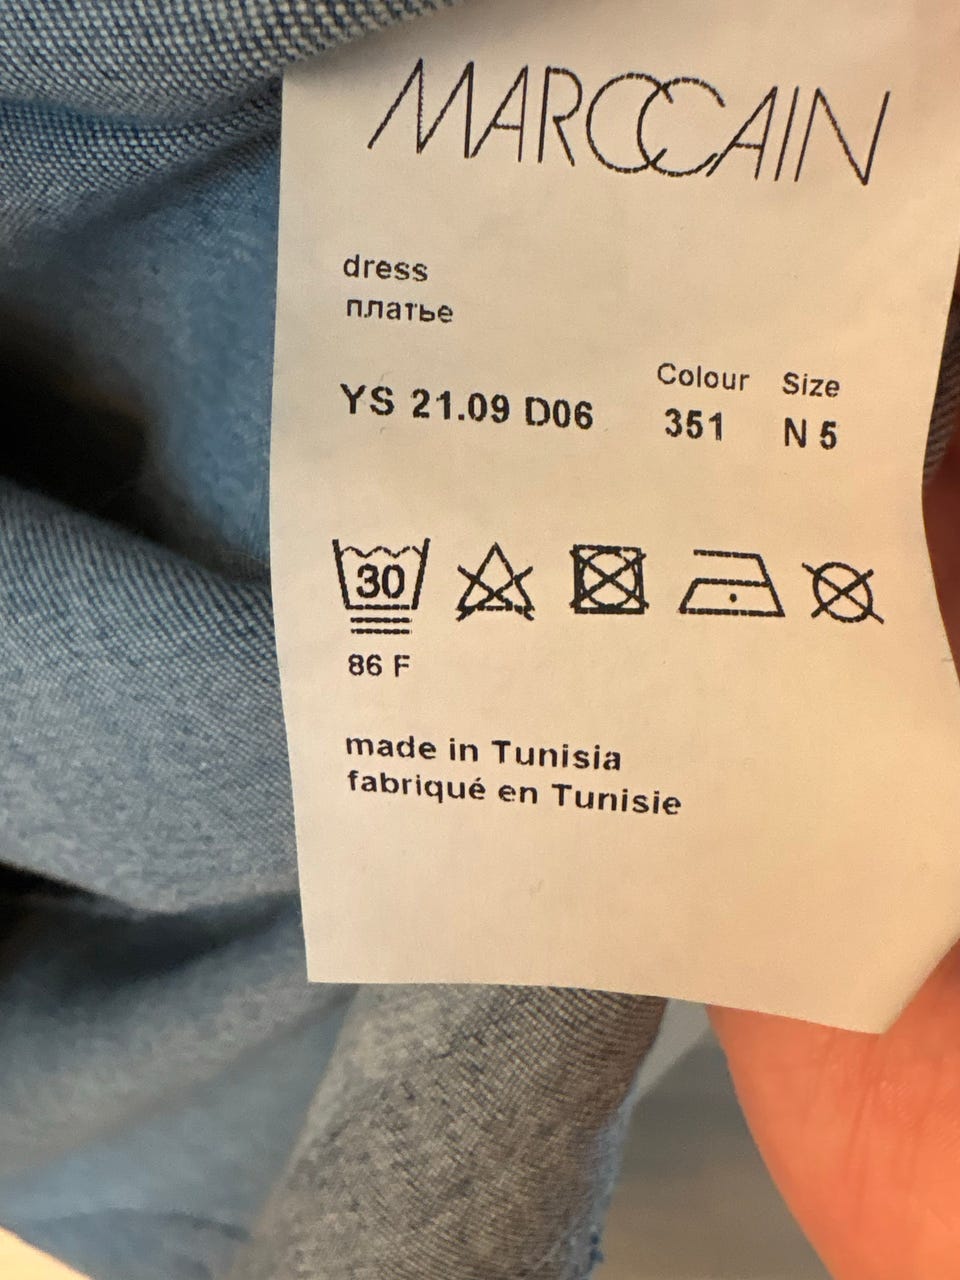 MARCCAIN
dress
платье
Colour Size
YS 21.09 D06 351 N 5
30
86 F
made in Tunisia
fabriqué en Tunisie